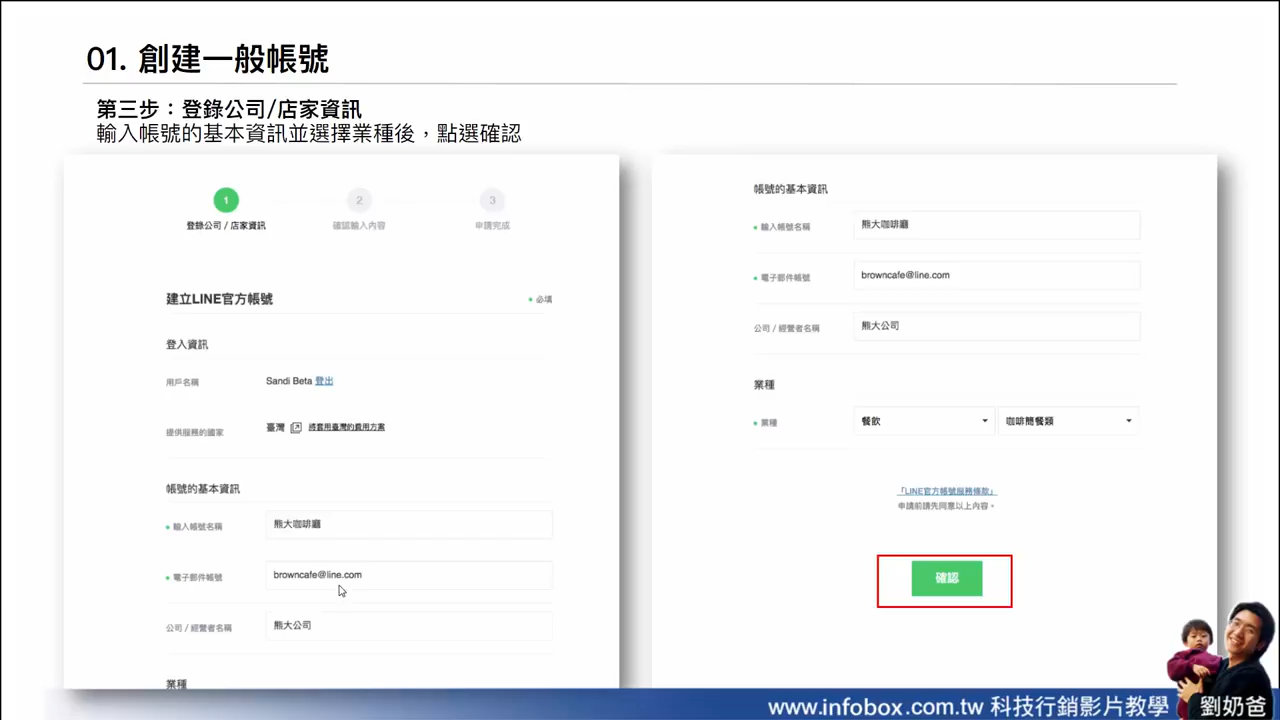 01. 創建一般帳號
第三步：登錄公司/店家資訊
輸入帳號的基本資訊並選擇業種後，點選確認
1
2
3
登錄公司 / 店家資訊
確認輸入內容
申請完成
建立LINE官方帳號
必填
登入資訊
用戶名稱
Sandi Beta 登出
提供服務的國家
臺灣 將套用臺灣的費用方案
帳號的基本資訊
輸入帳號名稱
熊大咖啡廳
電子郵件帳號
browncafe@line.com
公司 / 經營者名稱
熊大公司
業種
帳號的基本資訊
輸入帳號名稱
熊大咖啡廳
電子郵件帳號
browncafe@line.com
公司 / 經營者名稱
熊大公司
業種
業種
餐飲
咖啡簡餐類
「LINE官方帳號服務條款」
申請前請先同意以上內容。
確認
www.infobox.com.tw 科技行銷影片教學
劉奶爸